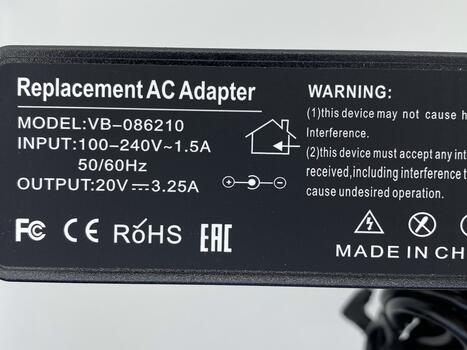 Replacement AC Adapter
MODEL:VB-086210
INPUT:100-240V~1.5A
50/60Hz
OUTPUT:20V⎓3.25A
FC CE RoHS EAC
WARNING:
(1)this device may not cause
Interference.
(2)this device must accept any
received,including interference
cause undesired operation.
MADE IN